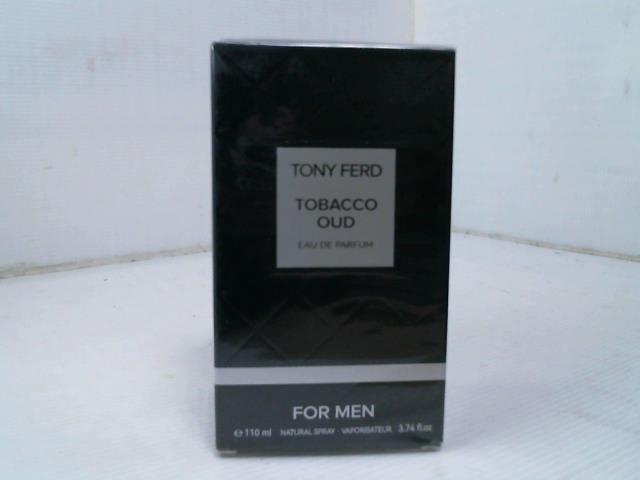 TONY FERD
TOBACCO
OUD
EAU DE PARFUM
FOR MEN
℮ 110 ml NATURAL SPRAY - VAPORISATEUR 3.74 fl.oz